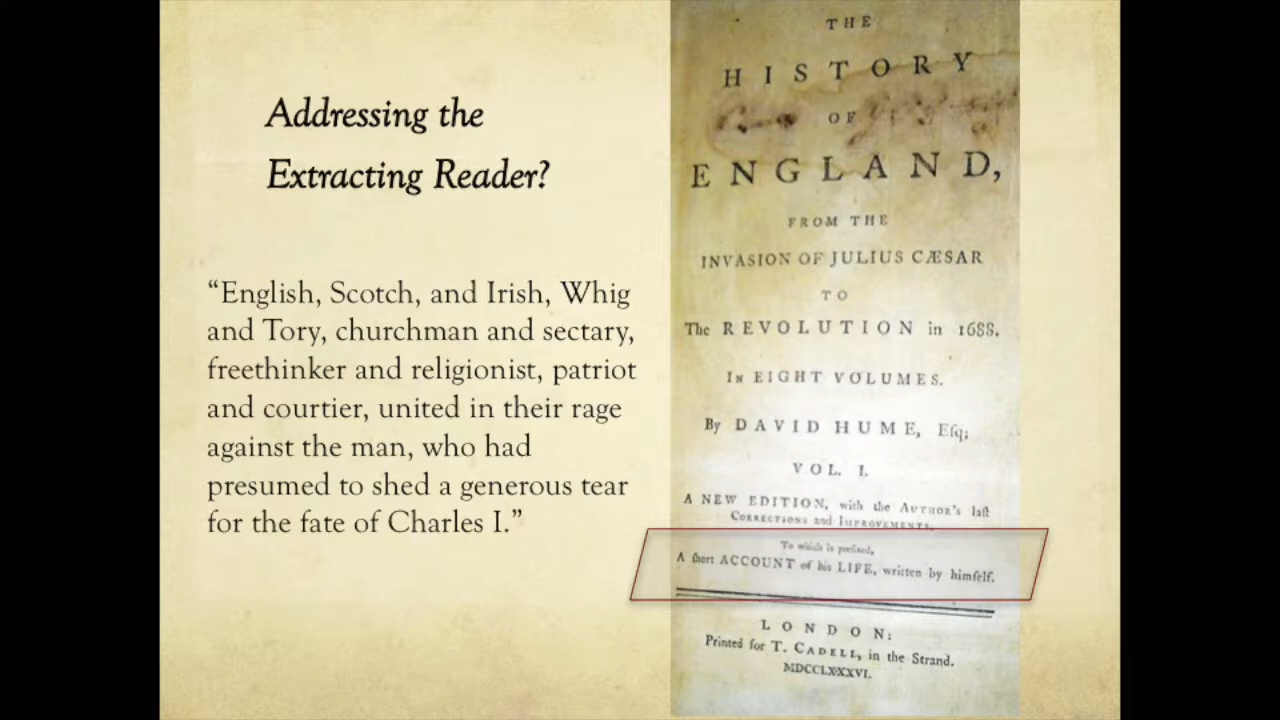 Addressing the
Extracting Reader?
“English, Scotch, and Irish, Whig
and Tory, churchman and sectary,
freethinker and religionist, patriot
and courtier, united in their rage
against the man, who had
presumed to shed a generous tear
for the fate of Charles I.”
THE
HISTORY
OF
ENGLAND,
FROM THE
INVASION OF JULIUS CÆSAR
TO
The REVOLUTION in 1688.
IN EIGHT VOLUMES.
By DAVID HUME, Eſq;
VOL. I.
A NEW EDITION, with the AUTHOR's laſt
CORRECTIONS and IMPROVEMENTS.
To which is prefixed,
A ſhort ACCOUNT of his LIFE, written by himſelf.
LONDON:
Printed for T. CADELL, in the Strand.
MDCCLXXXVI.